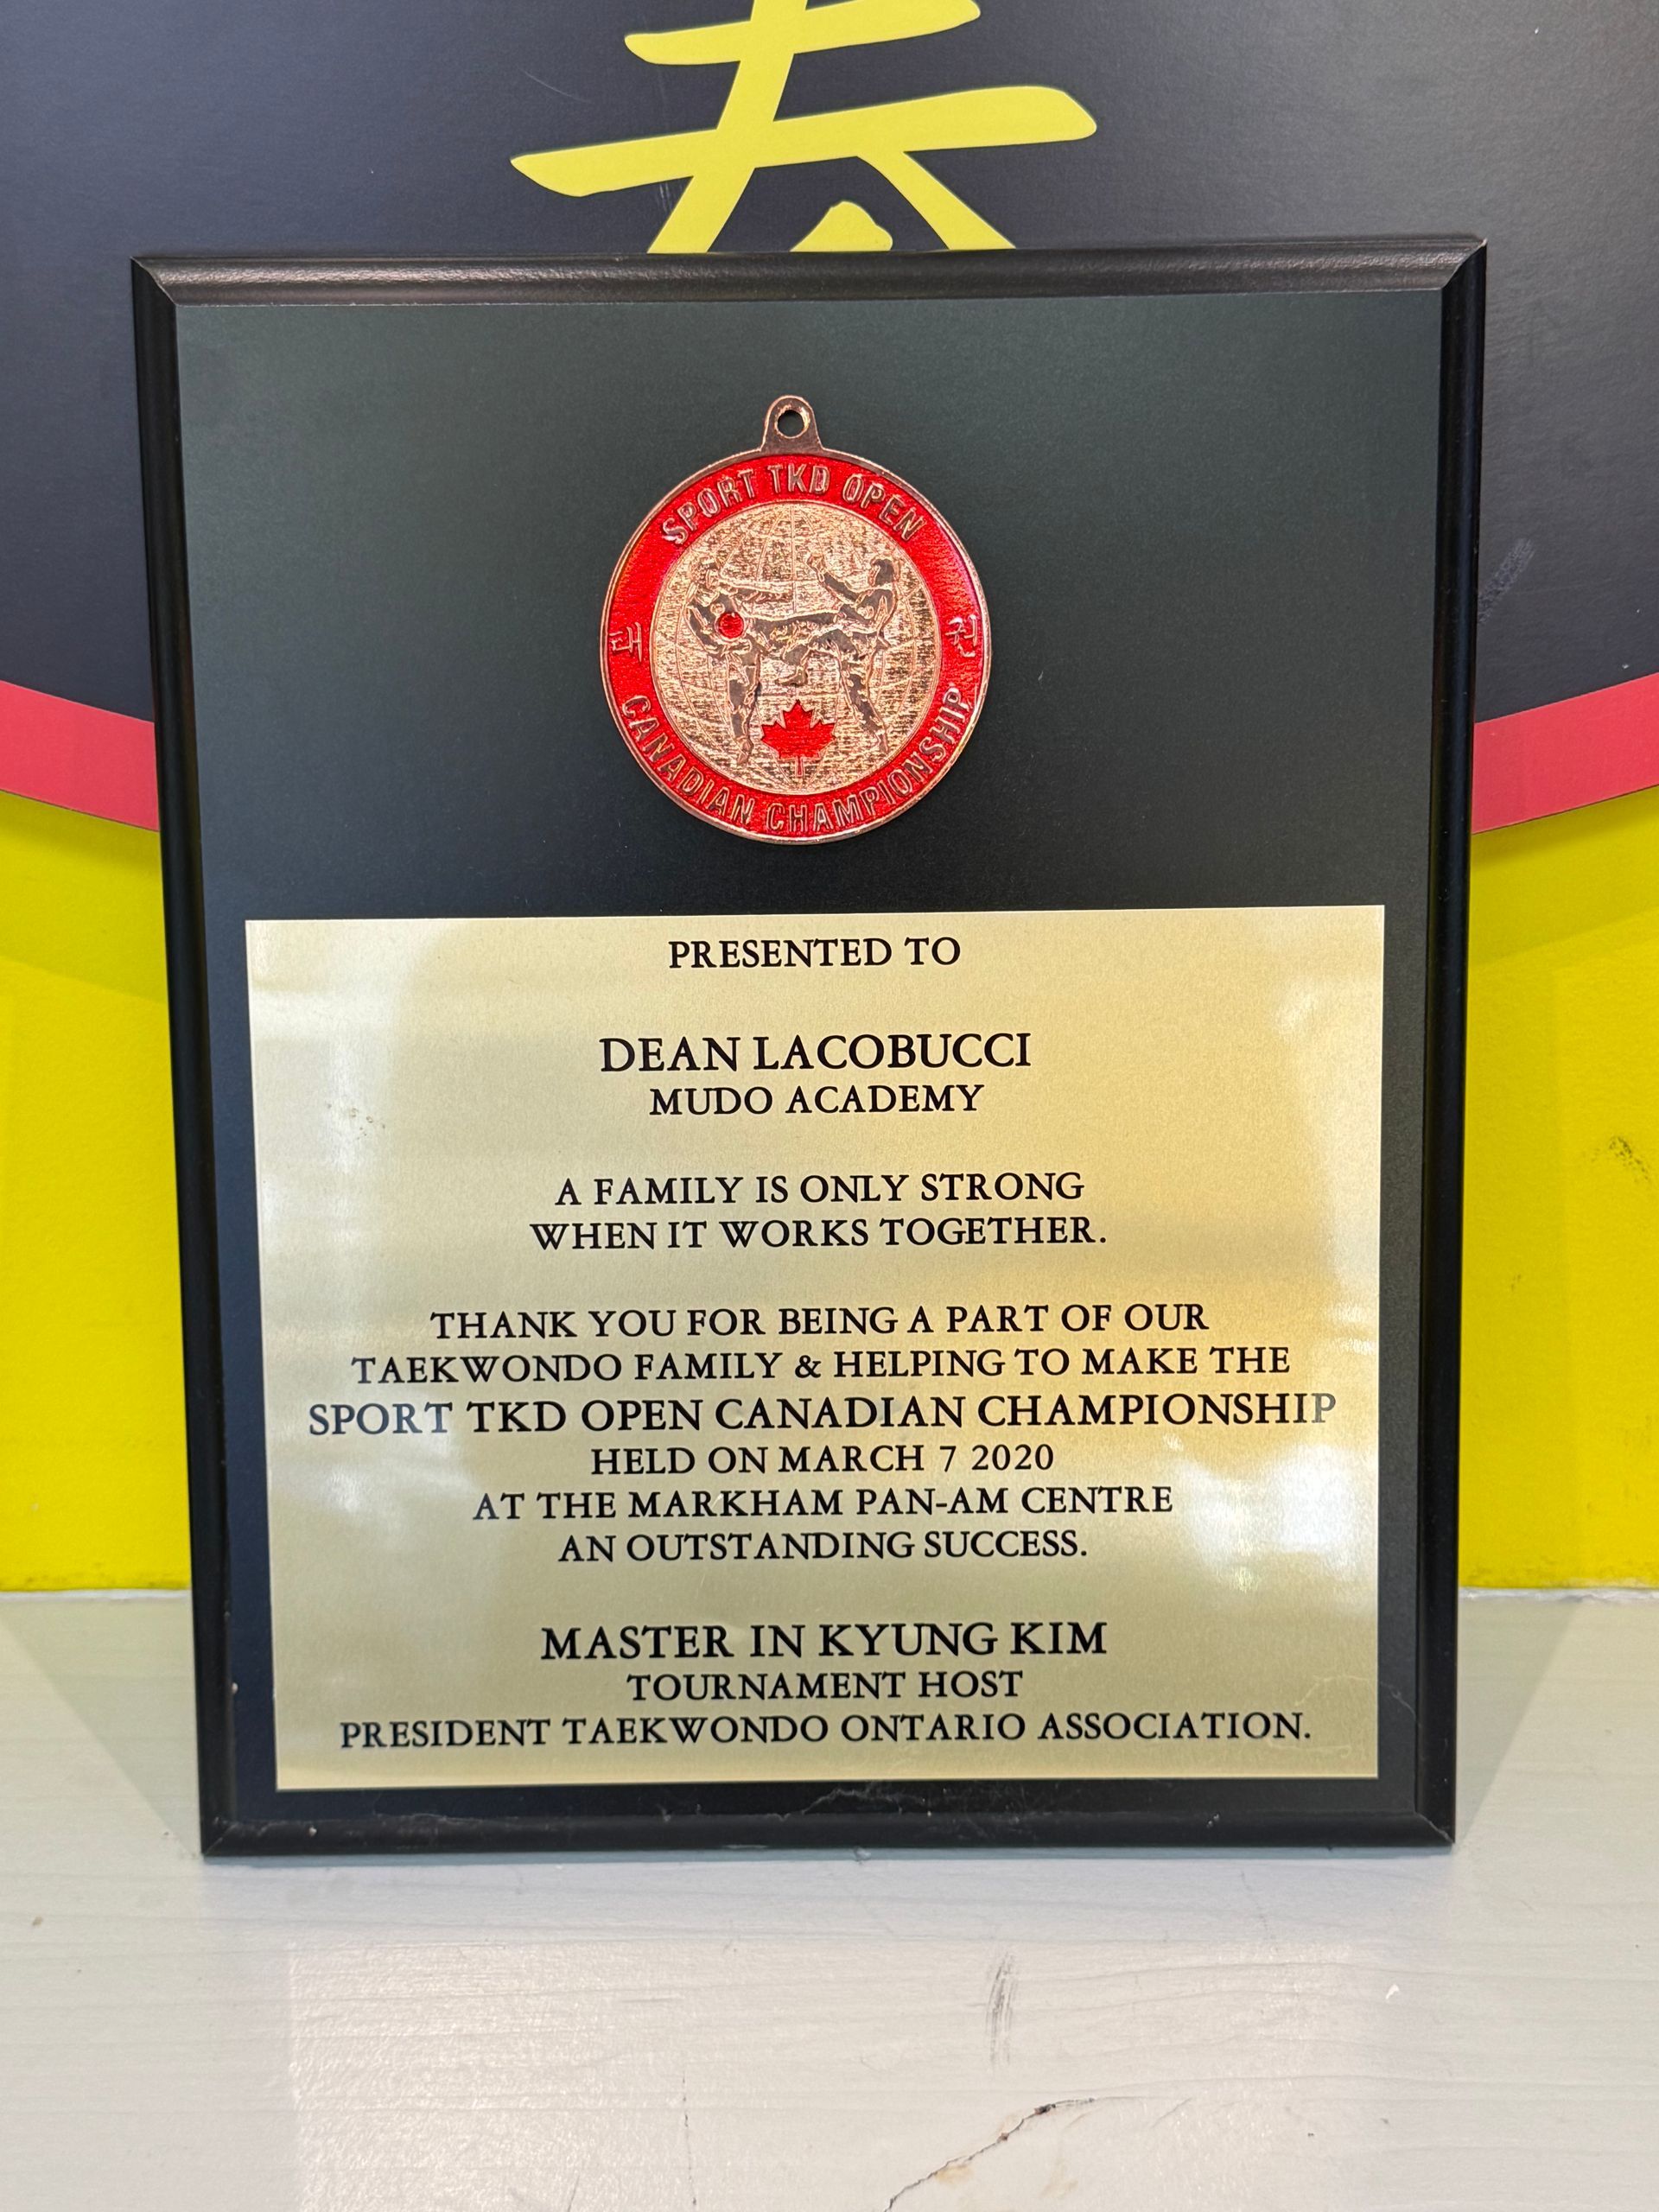 SPORT TKD OPEN
태 권
CANADIAN CHAMPIONSHIP
PRESENTED TO
DEAN LACOBUCCI
MUDO ACADEMY
A FAMILY IS ONLY STRONG
WHEN IT WORKS TOGETHER.
THANK YOU FOR BEING A PART OF OUR
TAEKWONDO FAMILY & HELPING TO MAKE THE
SPORT TKD OPEN CANADIAN CHAMPIONSHIP
HELD ON MARCH 7 2020
AT THE MARKHAM PAN-AM CENTRE
AN OUTSTANDING SUCCESS.
MASTER IN KYUNG KIM
TOURNAMENT HOST
PRESIDENT TAEKWONDO ONTARIO ASSOCIATION.